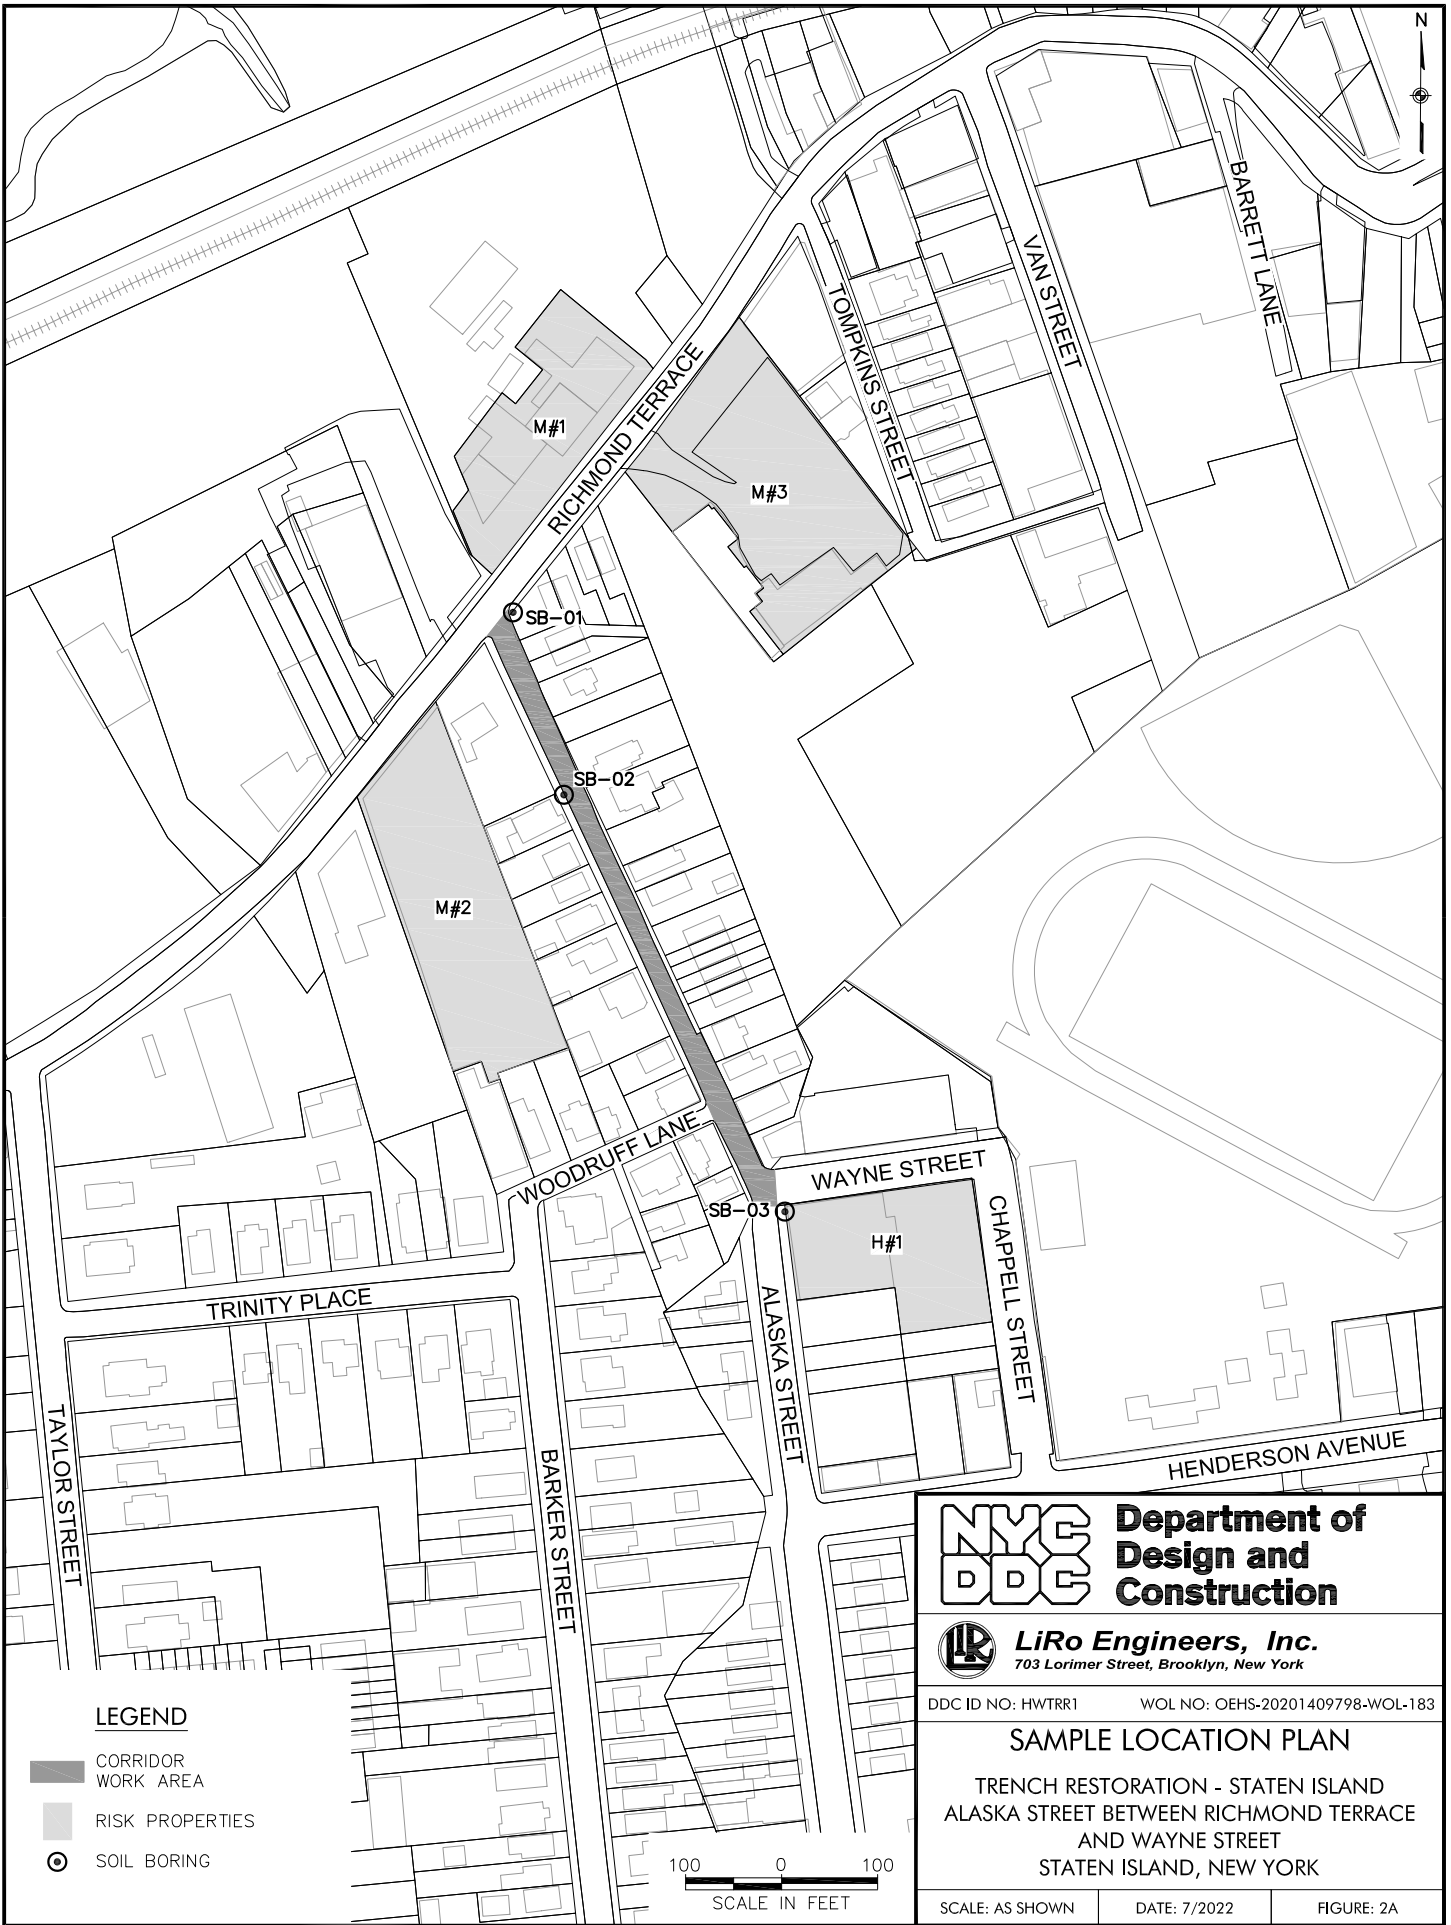 N
BARRETT LANE
VAN STREET
TOMPKINS STREET
RICHMOND TERRACE
M#1
M#3
SB-01
SB-02
M#2
WOODRUFF LANE
WAYNE STREET
SB-03
H#1
CHAPPELL STREET
TRINITY PLACE
ALASKA STREET
TAYLOR STREET
BARKER STREET
HENDERSON AVENUE
LEGEND
CORRIDOR
WORK AREA
RISK PROPERTIES
SOIL BORING
100 0 100
SCALE IN FEET
NYC
DDC
Department of
Design and
Construction
LiRo
LiRo Engineers, Inc.
703 Lorimer Street, Brooklyn, New York
DDC ID NO: HWTRR1 WOL NO: OEHS-20201409798-WOL-183
SAMPLE LOCATION PLAN
TRENCH RESTORATION - STATEN ISLAND
ALASKA STREET BETWEEN RICHMOND TERRACE
AND WAYNE STREET
STATEN ISLAND, NEW YORK
SCALE: AS SHOWN DATE: 7/2022 FIGURE: 2A